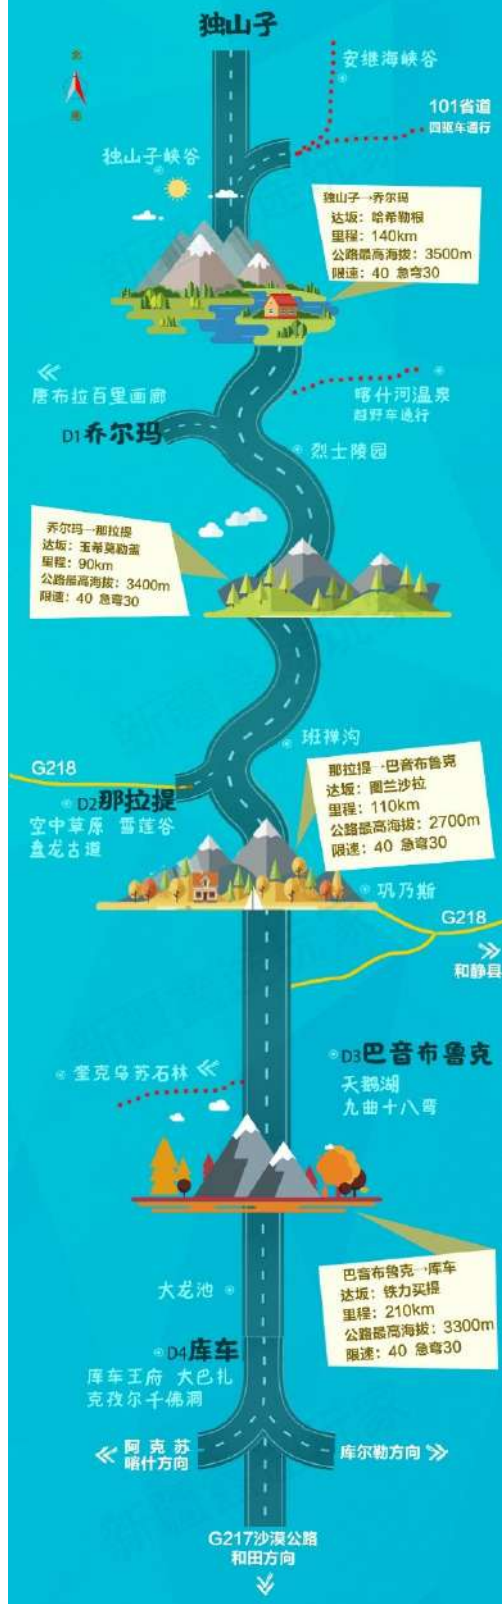 独山子
北
南
安继海峡谷
101省道
四驱车通行
独山子峡谷
独山子→乔尔玛
达坂：哈希勒根
里程：140km
公路最高海拔：3500m
限速：40 急弯30
唐布拉百里画廊
喀什河温泉
越野车通行
D1乔尔玛
烈士陵园
乔尔玛→那拉提
达坂：玉希莫勒盖
里程：90km
公路最高海拔：3400m
限速：40 急弯30
班禅沟
G218
D2那拉提
空中草原 雪莲谷
盘龙古道
那拉提→巴音布鲁克
达坂：图兰沙拉
里程：110km
公路最高海拔：2700m
限速：40 急弯30
巩乃斯
G218
和静县
D3巴音布鲁克
天鹅湖
九曲十八弯
奎克乌苏石林
巴音布鲁克→库车
达坂：铁力买提
里程：210km
公路最高海拔：3300m
限速：40 急弯30
大龙池
D4库车
库车王府 大巴扎
克孜尔千佛洞
阿克苏
喀什方向
库尔勒方向
G217沙漠公路
和田方向